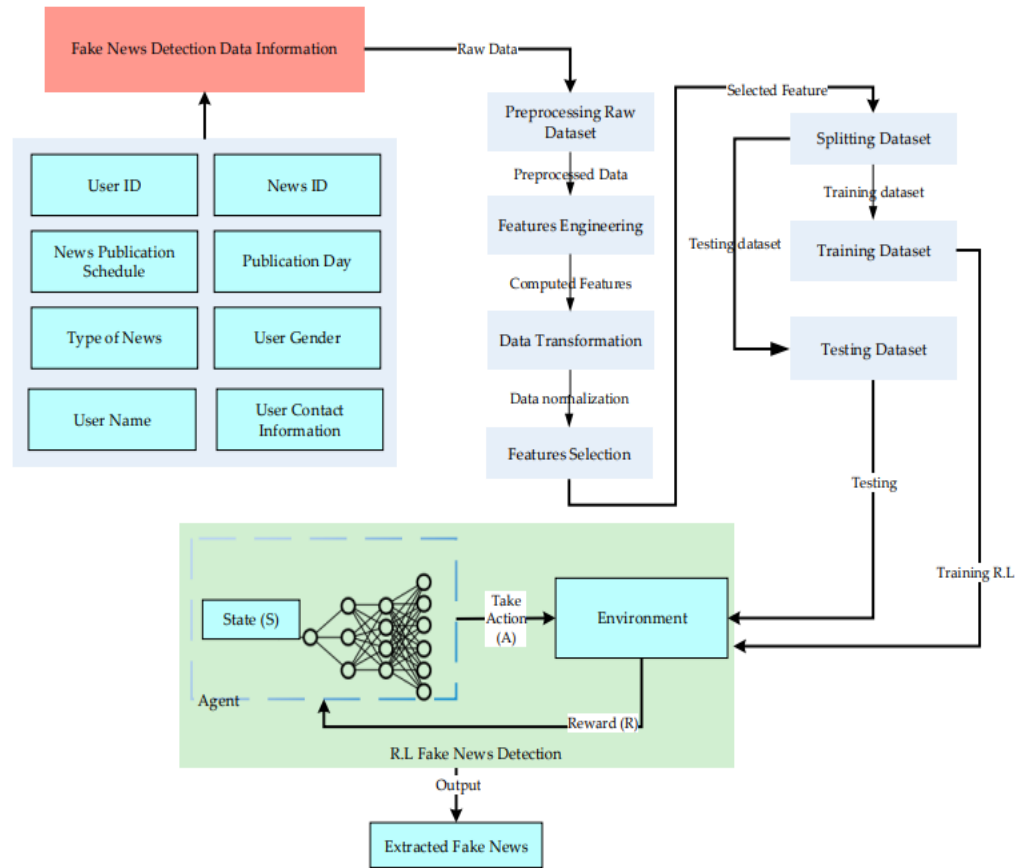 Fake News Detection Data Information
Raw Data
User ID
News ID
News Publication
Schedule
Publication Day
Type of News
User Gender
User Name
User Contact
Information
Preprocessing Raw
Dataset
Preprocessed Data
Features Engineering
Computed Features
Data Transformation
Data normalization
Features Selection
Selected Feature
Splitting Dataset
Training dataset
Testing dataset
Training Dataset
Testing Dataset
Testing
Training R.L
State (S)
Agent
Take
Action
(A)
Environment
Reward (R)
R.L Fake News Detection
Output
Extracted Fake News